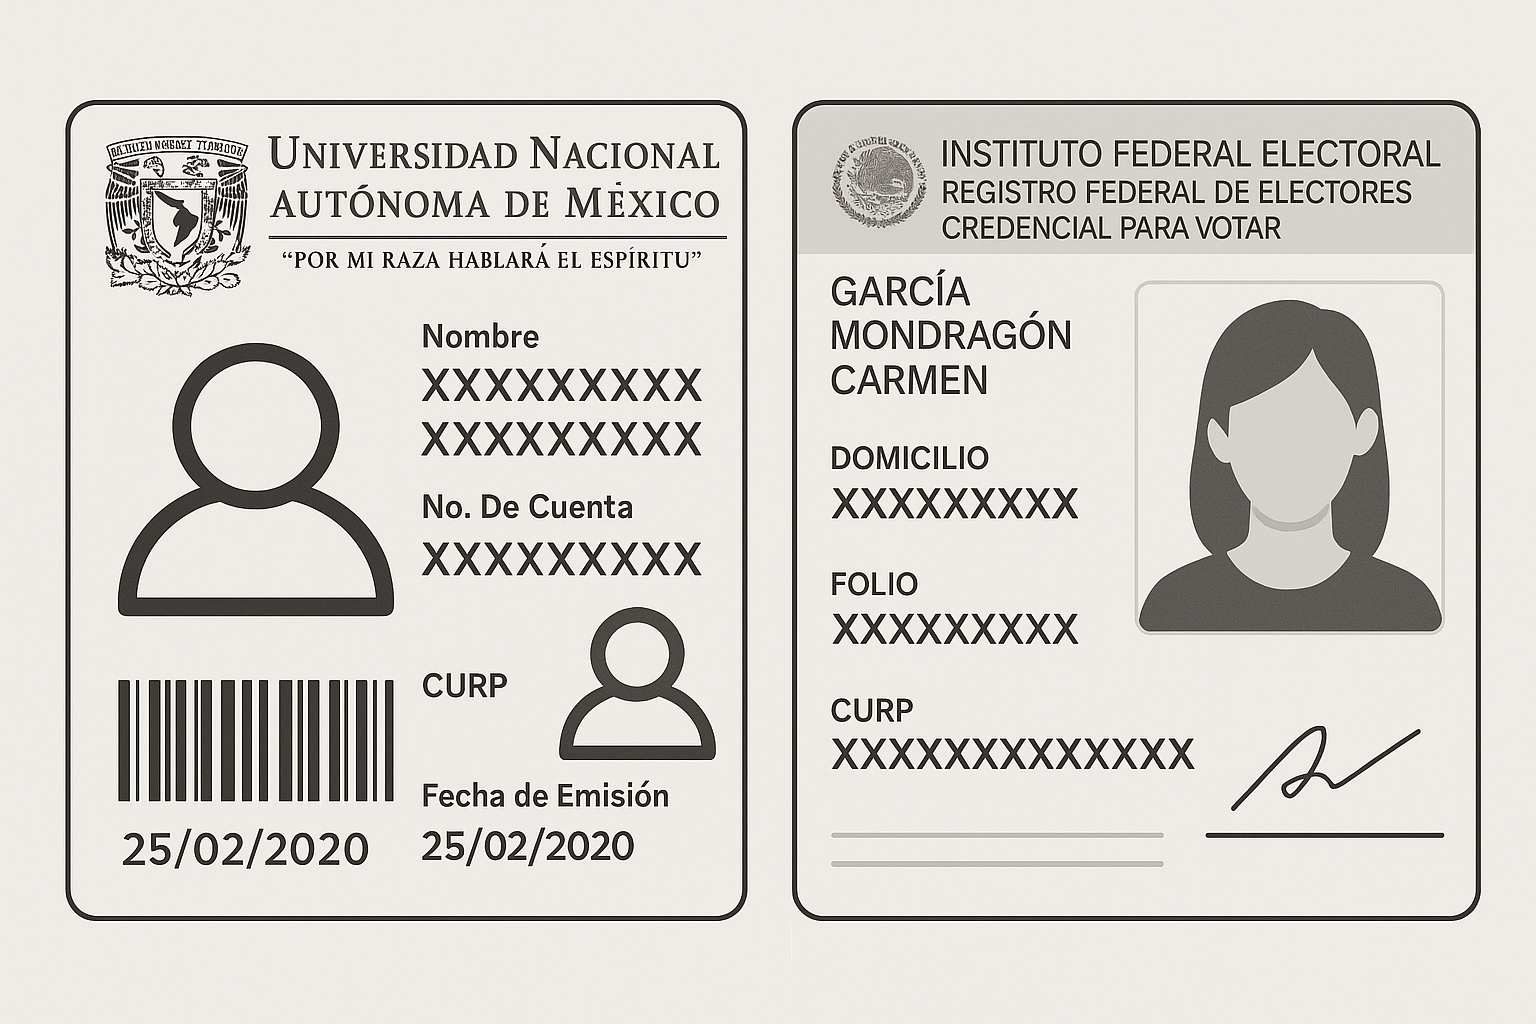 UNIVERSIDAD NACIONAL
AUTÓNOMA DE MÉXICO
“POR MI RAZA HABLARÁ EL ESPÍRITU”
Nombre
XXXXXXXXX
XXXXXXXXX
No. De Cuenta
XXXXXXXXX
CURP
Fecha de Emisión
25/02/2020
25/02/2020
INSTITUTO FEDERAL ELECTORAL
REGISTRO FEDERAL DE ELECTORES
CREDENCIAL PARA VOTAR
GARCÍA
MONDRAGÓN
CARMEN
DOMICILIO
XXXXXXXXX
FOLIO
XXXXXXXXX
CURP
XXXXXXXXXXXXX